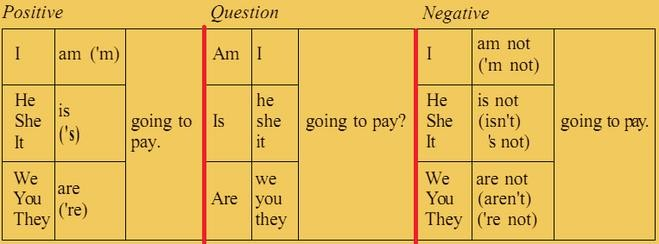 Positive
I
am ('m)
He
She
It
is
('s)
We
You
They
are
('re)
going to
pay.
Question
Am
I
Is
he
she
it
Are
we
you
they
going to pay?
Negative
I
am not
('m not)
He
She
It
is not
(isn't)
's not)
We
You
They
are not
(aren't)
('re not)
going to pay.